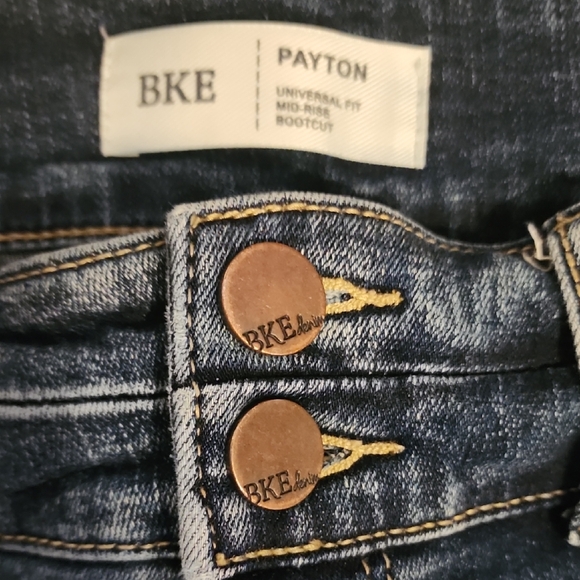 BKE
PAYTON
UNIVERSAL FIT
MID-RISE
BOOTCUT
BKE denim
BKE denim